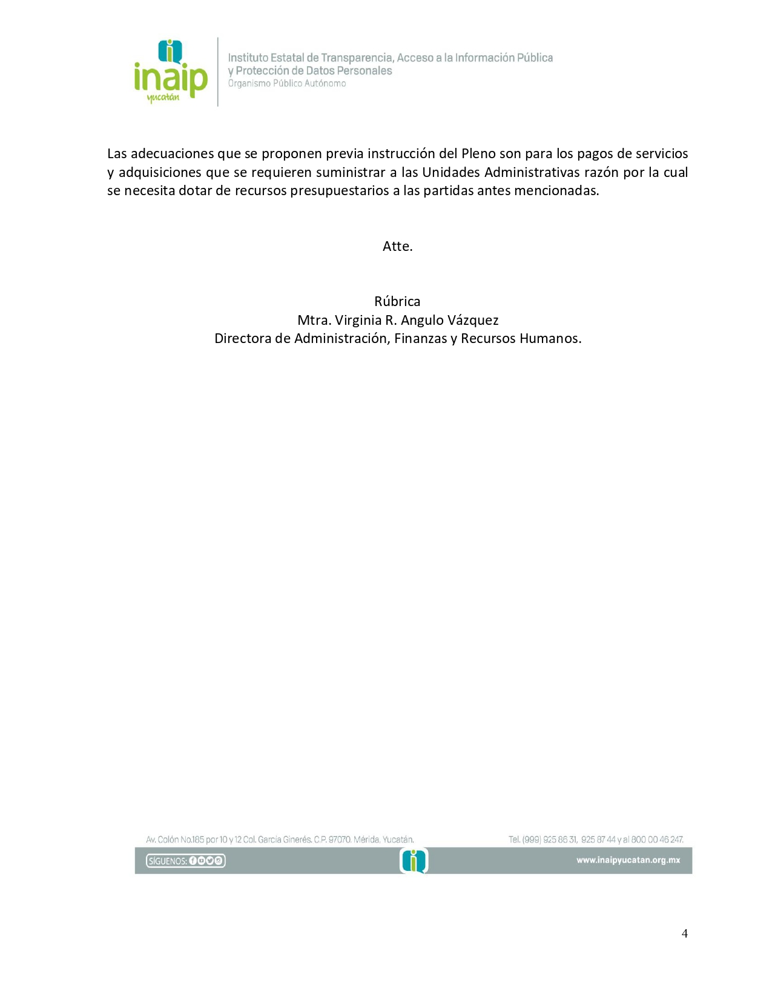 inaip
yucatán
Instituto Estatal de Transparencia, Acceso a la Información Pública
y Protección de Datos Personales
Organismo Público Autónomo
Las adecuaciones que se proponen previa instrucción del Pleno son para los pagos de servicios
y adquisiciones que se requieren suministrar a las Unidades Administrativas razón por la cual
se necesita dotar de recursos presupuestarios a las partidas antes mencionadas.
Atte.
Rúbrica
Mtra. Virginia R. Angulo Vázquez
Directora de Administración, Finanzas y Recursos Humanos.
Av. Colón No.185 por 10 y 12 Col. García Ginerés. C.P. 97070. Mérida, Yucatán.
Tel. (999) 925 86 31, 925 87 44 y al 800 00 46 247.
SÍGUENOS:
www.inaipyucatan.org.mx
4